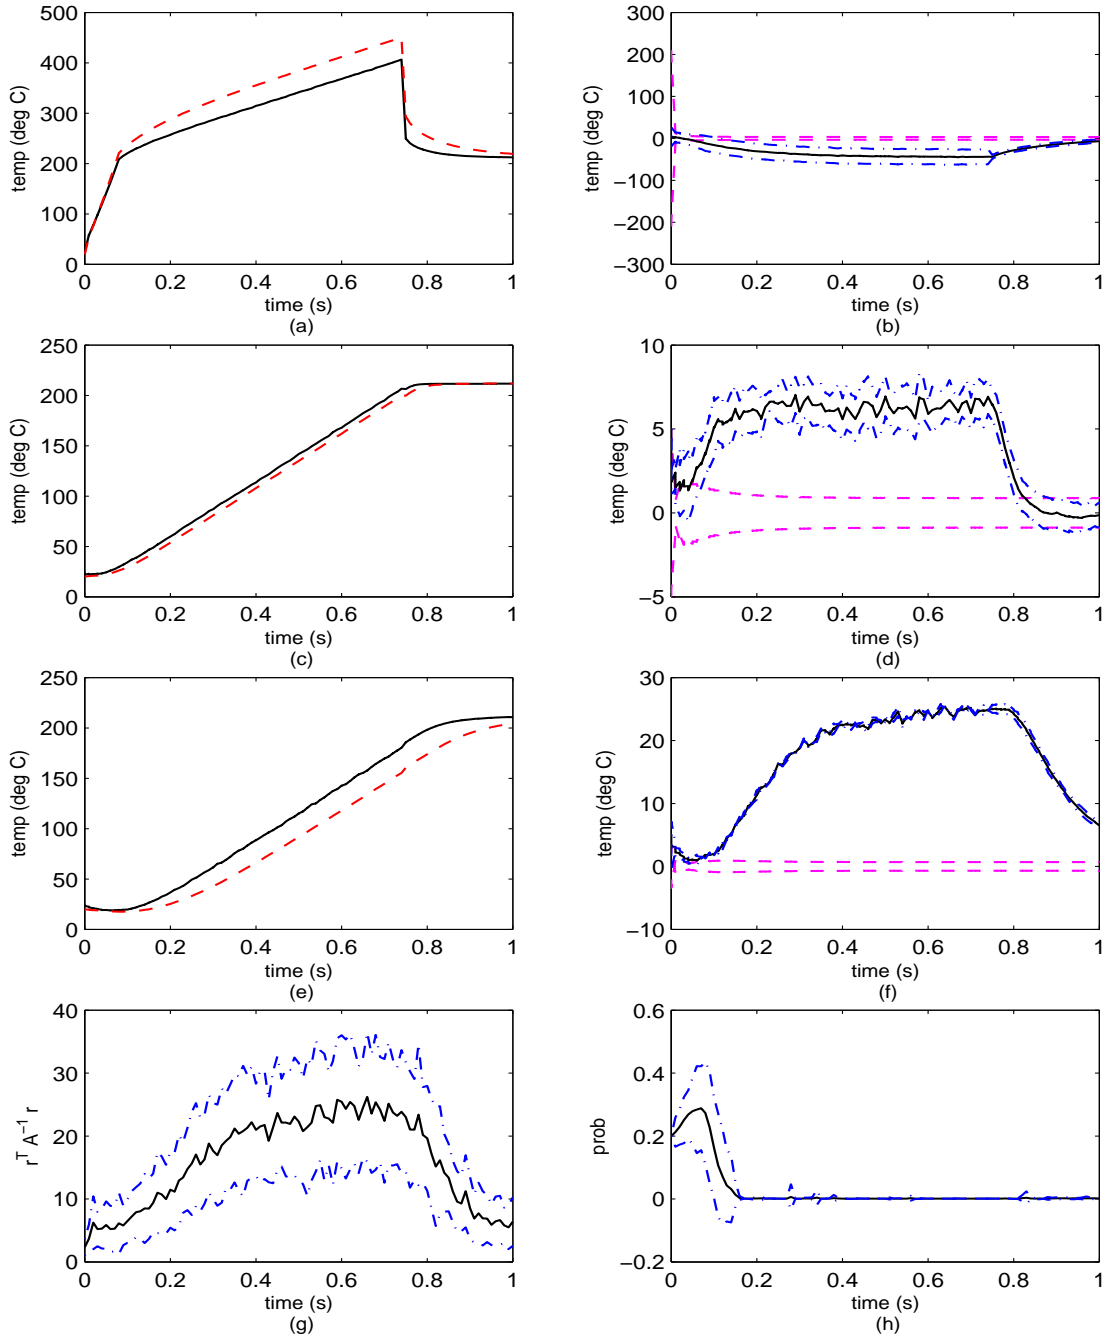 500
400
300
200
100
0
temp (deg C)
0 0.2 0.4 0.6 0.8 1
time (s)
(a)
300
200
100
0
−100
−200
−300
temp (deg C)
0 0.2 0.4 0.6 0.8 1
time (s)
(b)
250
200
150
100
50
0
temp (deg C)
0 0.2 0.4 0.6 0.8 1
time (s)
(c)
10
5
0
−5
temp (deg C)
0 0.2 0.4 0.6 0.8 1
time (s)
(d)
250
200
150
100
50
0
temp (deg C)
0 0.2 0.4 0.6 0.8 1
time (s)
(e)
30
20
10
0
−10
temp (deg C)
0 0.2 0.4 0.6 0.8 1
time (s)
(f)
40
30
20
10
0
r^T A^−1 r
0 0.2 0.4 0.6 0.8 1
time (s)
(g)
0.6
0.4
0.2
0
−0.2
prob
0 0.2 0.4 0.6 0.8 1
time (s)
(h)